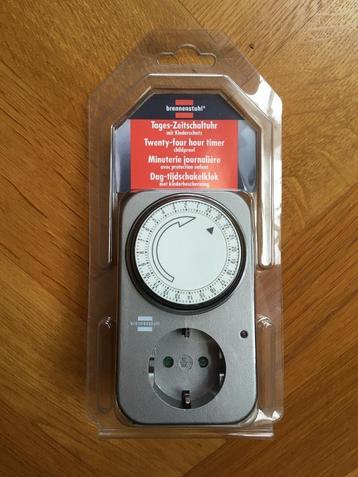 brennenstuhl®
Tages-Zeitschaltuhr
mit Kinderschutz
Twenty-four hour timer
childproof
Minuterie journalière
avec protection enfant
Dag-tijdschakelklok
met kinderbescherming
brennenstuhl